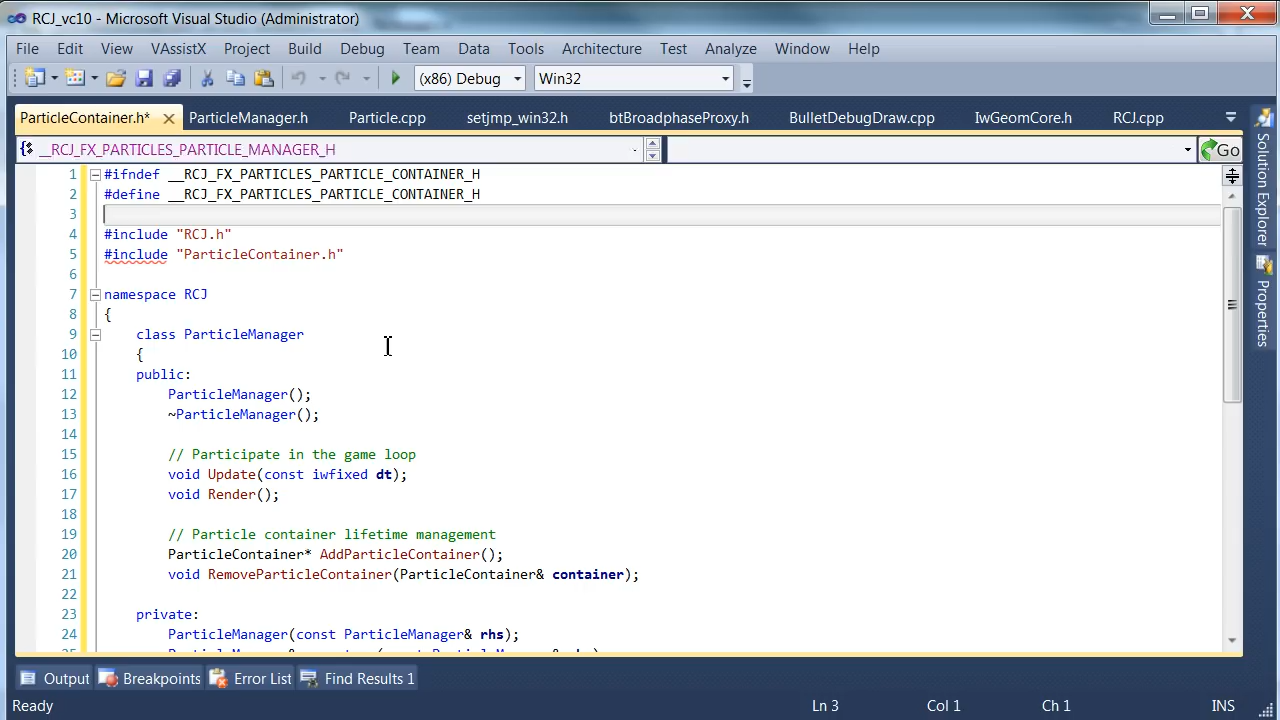 RCJ_vc10 - Microsoft Visual Studio (Administrator)
File Edit View VAssistX Project Build Debug Team Data Tools Architecture Test Analyze Window Help
(x86) Debug Win32
ParticleContainer.h* ParticleManager.h Particle.cpp setjmp_win32.h btBroadphaseProxy.h BulletDebugDraw.cpp IwGeomCore.h RCJ.cpp
__RCJ_FX_PARTICLES_PARTICLE_MANAGER_H Go
1 #ifndef __RCJ_FX_PARTICLES_PARTICLE_CONTAINER_H
2 #define __RCJ_FX_PARTICLES_PARTICLE_CONTAINER_H
3
4 #include "RCJ.h"
5 #include "ParticleContainer.h"
6
7 namespace RCJ
8 {
9 class ParticleManager
10 {
11 public:
12 ParticleManager();
13 ~ParticleManager();
14
15 // Participate in the game loop
16 void Update(const iwfixed dt);
17 void Render();
18
19 // Particle container lifetime management
20 ParticleContainer* AddParticleContainer();
21 void RemoveParticleContainer(ParticleContainer& container);
22
23 private:
24 ParticleManager(const ParticleManager& rhs);
Solution Explorer
Properties
Output Breakpoints Error List Find Results 1
Ready Ln 3 Col 1 Ch 1 INS